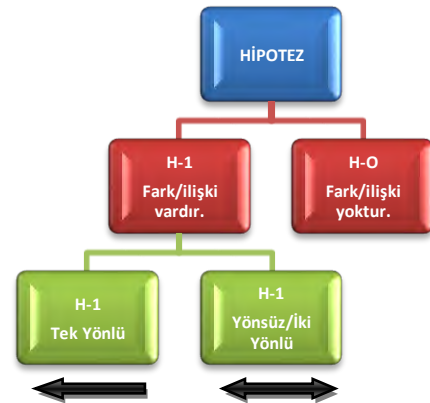 HİPOTEZ
H-1
Fark/ilişki
vardır.
H-O
Fark/ilişki
yoktur.
H-1
Tek Yönlü
H-1
Yönsüz/İki
Yönlü